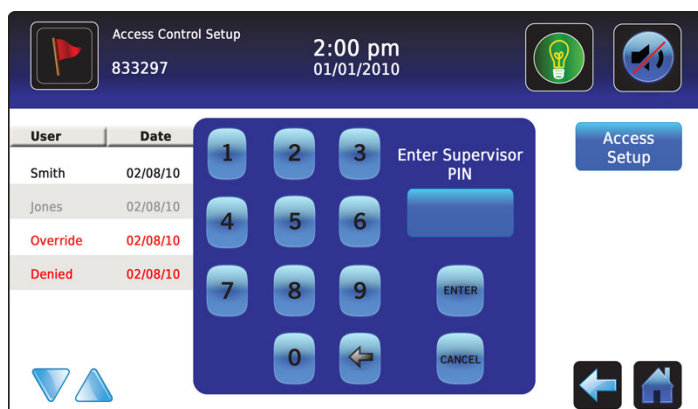 Access Control Setup
833297
2:00 pm
01/01/2010
User Date
Smith 02/08/10
Jones 02/08/10
Override 02/08/10
Denied 02/08/10
1 2 3
4 5 6
7 8 9
0
Enter Supervisor
PIN
ENTER
CANCEL
Access
Setup